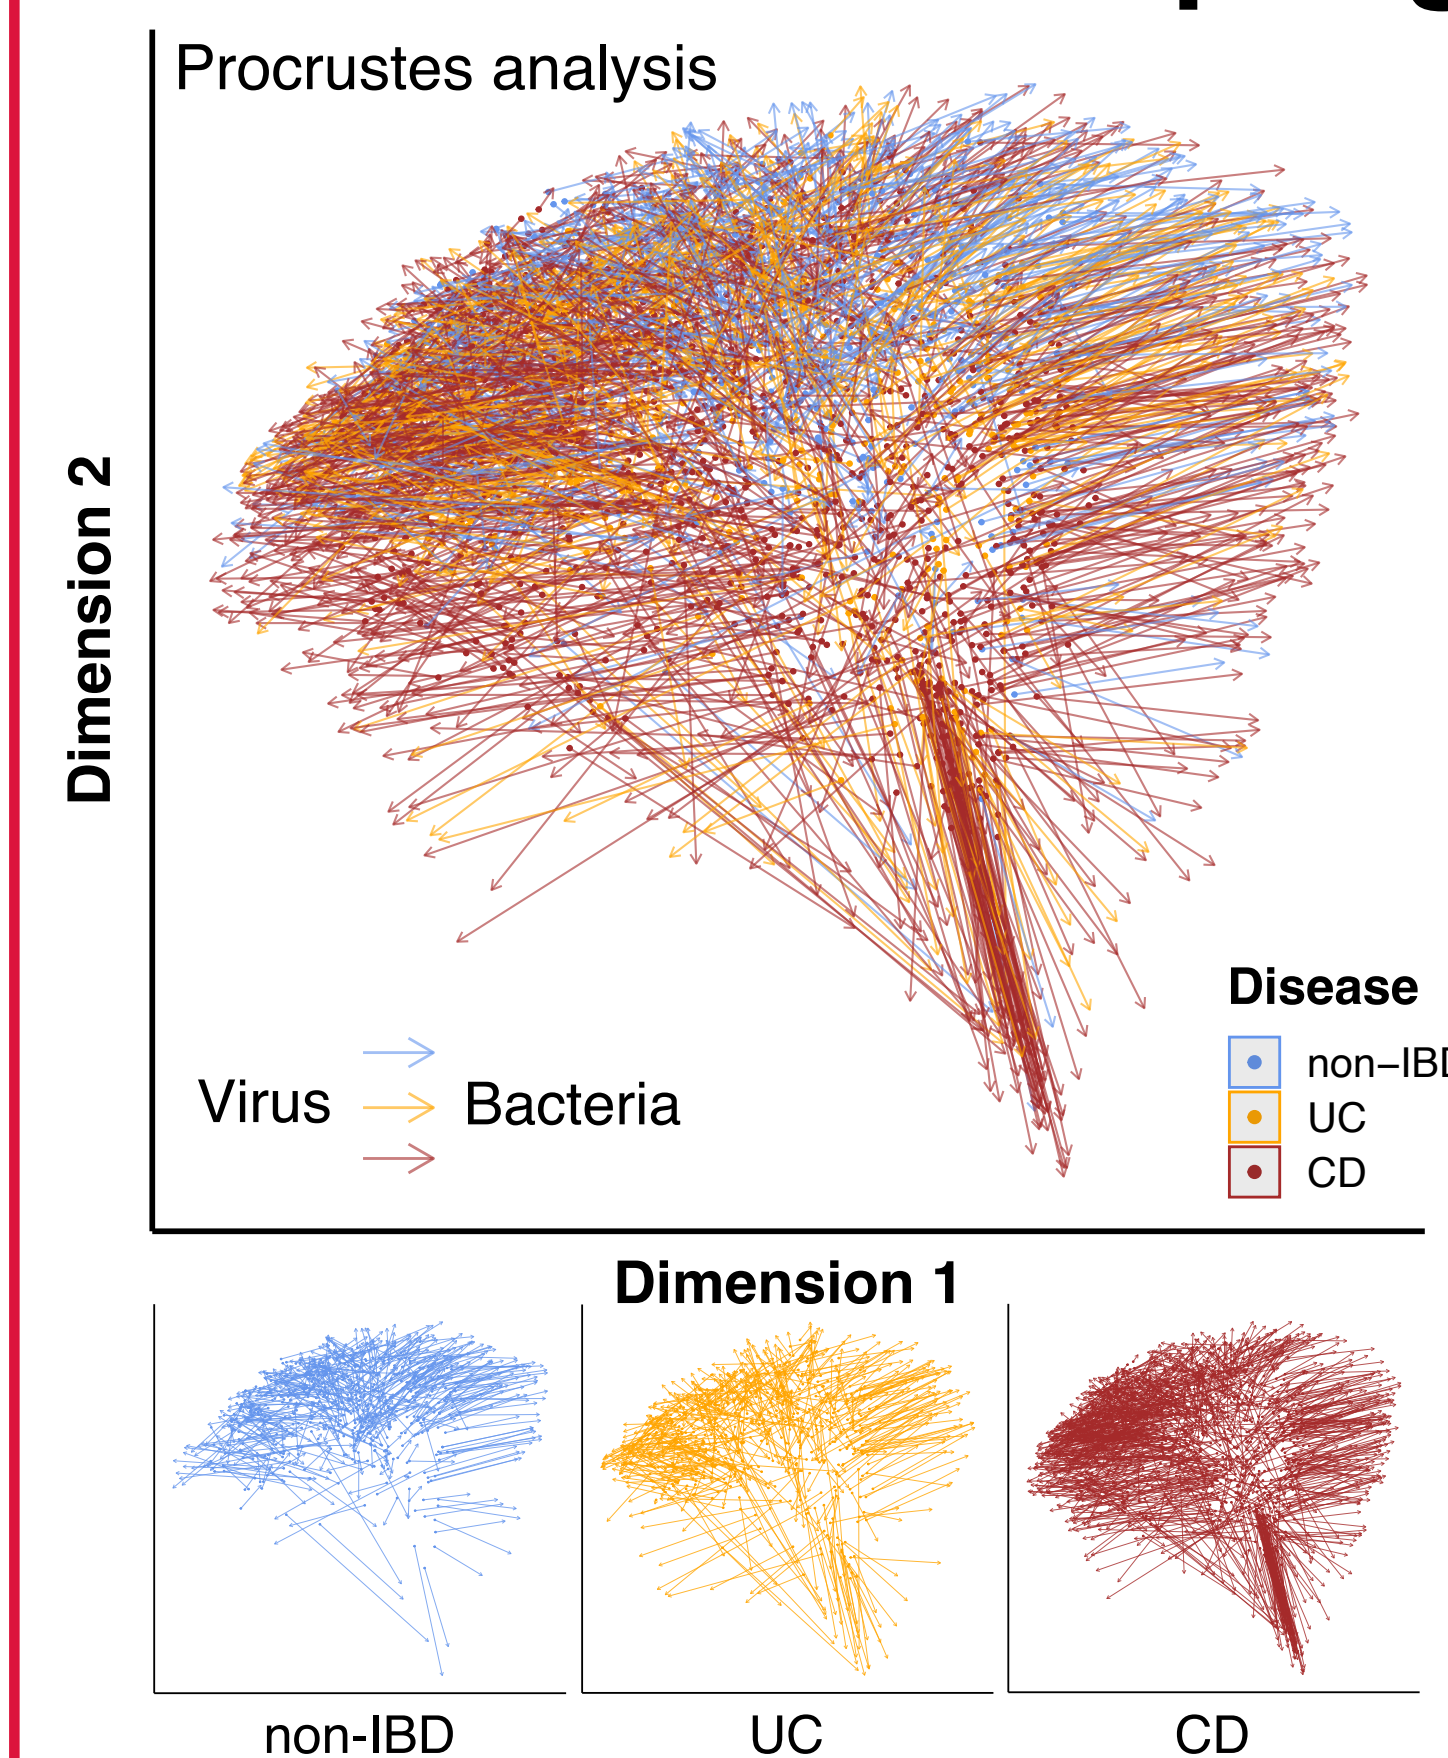 Procrustes analysis
Dimension 2
Virus
Bacteria
Disease
non−IBD
UC
CD
Dimension 1
non-IBD
UC
CD